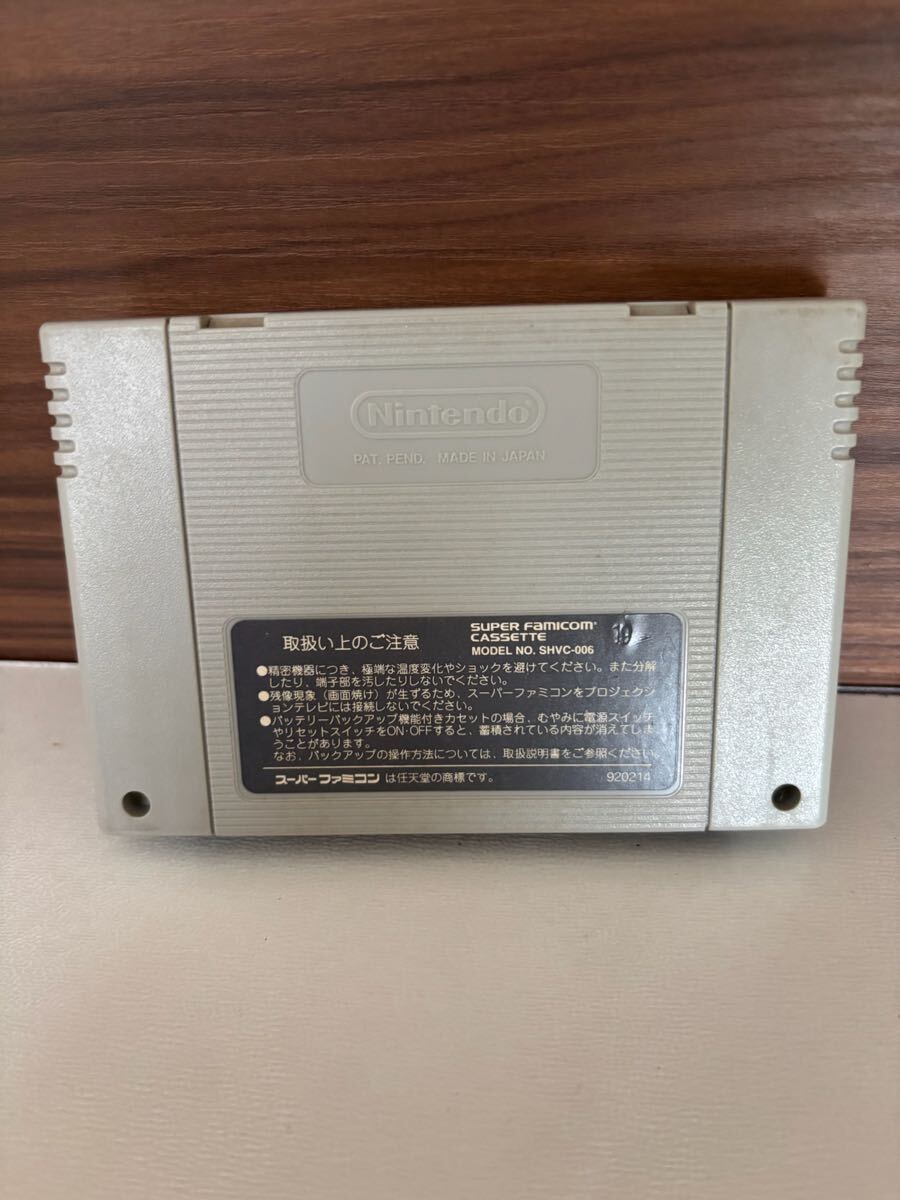 Nintendo
PAT. PEND. MADE IN JAPAN
取扱い上のご注意
SUPER Famicom
CASSETTE
MODEL NO. SHVC-006
19
●精密機器につき、極端な温度変化やショックを避けてください。また分解
したり、端子部を汚したりしないでください。
●残像現象（画面焼け）が生ずるため、スーパーファミコンをプロジェクシ
ョンテレビには接続しないでください。
●バッテリーバックアップ機能付きカセットの場合、むやみに電源スイッチ
やリセットスイッチをON・OFFすると、蓄積されている内容が消えてしま
うことがあります。
なお、バックアップの操作方法については、取扱説明書をご参照ください
スーパーファミコン は任天堂の商標です。
920214